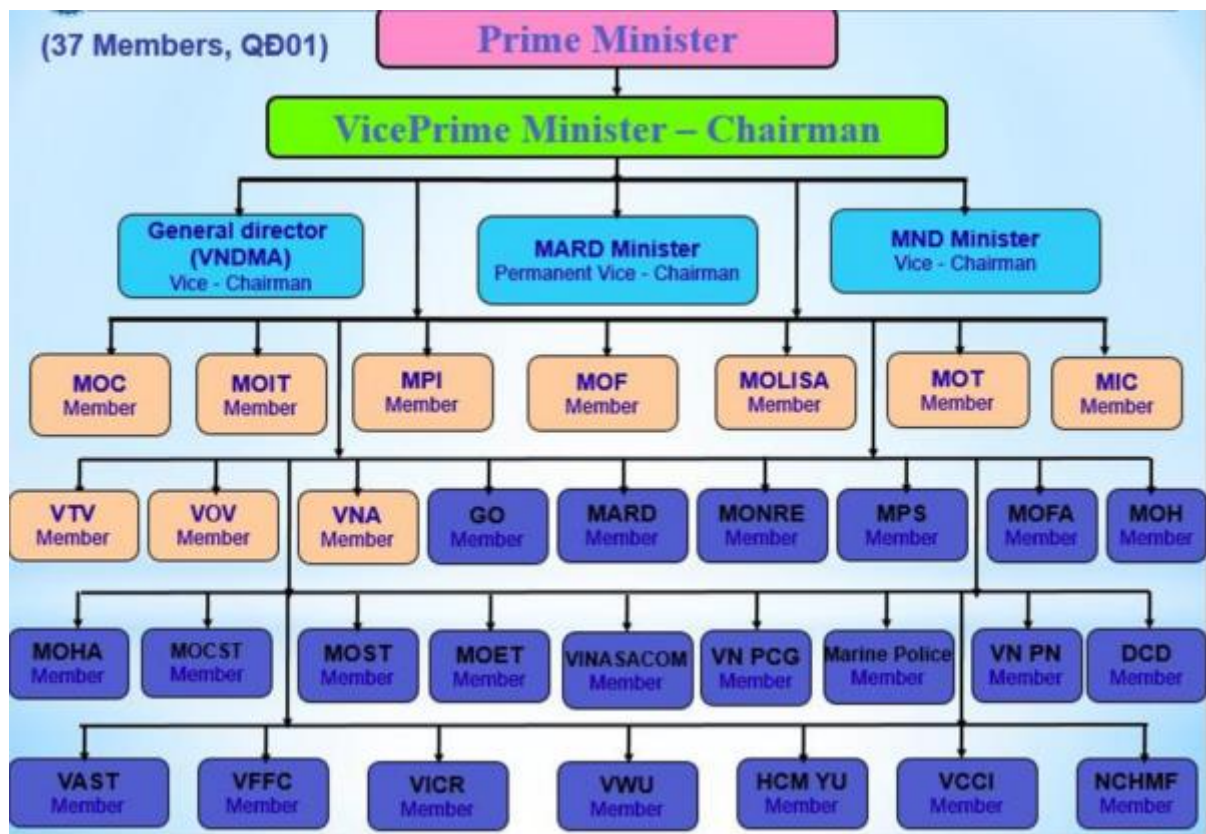 (37 Members, QĐ01)
Prime Minister
VicePrime Minister – Chairman
General director
(VNDMA)
Vice - Chairman
MARD Minister
Permanent Vice - Chairman
MND Minister
Vice - Chairman
MOC
Member
MOIT
Member
MPI
Member
MOF
Member
MOLISA
Member
MOT
Member
MIC
Member
VTV
Member
VOV
Member
VNA
Member
GO
Member
MARD
Member
MONRE
Member
MPS
Member
MOFA
Member
MOH
Member
MOHA
Member
MOCST
Member
MOST
Member
MOET
Member
VINASACOM
Member
VN PCG
Member
Marine Police
Member
VN PN
Member
DCD
Member
VAST
Member
VFFC
Member
VICR
Member
VWU
Member
HCM YU
Member
VCCI
Member
NCHMF
Member